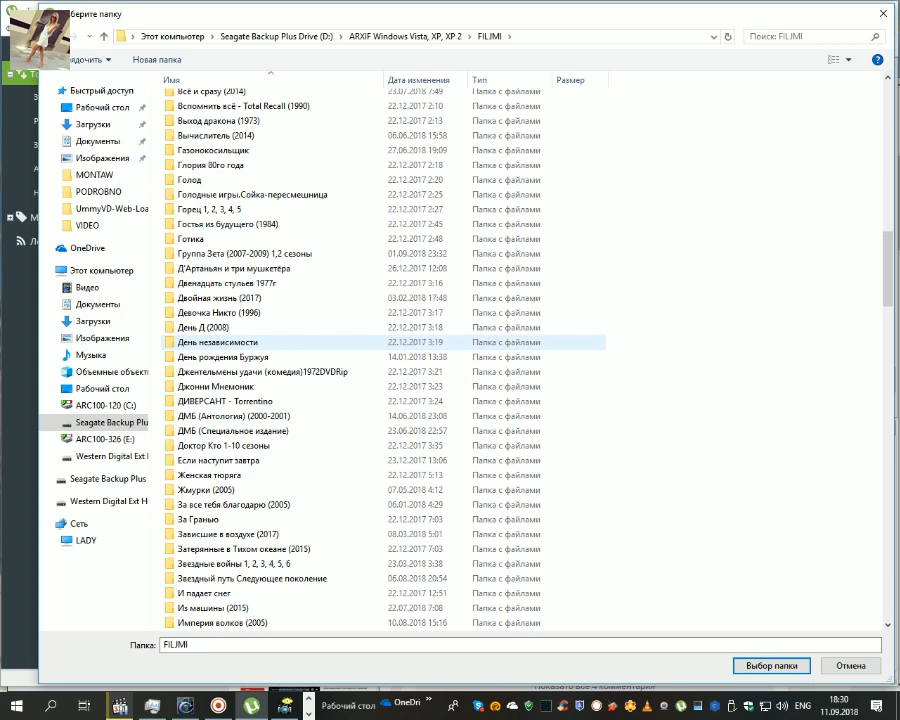 берите папку
Этот компьютер › Seagate Backup Plus Drive (D:) › ARXIF Windows Vista, XP, XP 2 › FILJMI ›
Поиск: FILJMI
рядочить
Новая папка
Имя
Дата изменения
Тип
Размер
Быстрый доступ
Рабочий стол
Загрузки
Документы
Изображения
MONTAW
PODROBNO
UmmyVD-Web-Loa
VIDEO
OneDrive
Этот компьютер
Видео
Документы
Загрузки
Изображения
Музыка
Объемные объект
Рабочий стол
ARC100-120 (C:)
Seagate Backup Plu
ARC100-326 (E:)
Western Digital Ext
Seagate Backup Plus
Western Digital Ext H
Сеть
LADY
Всё и сразу (2014) 23.07.2018 7:49 Папка с файлами
Вспомнить всё - Total Recall (1990) 22.12.2017 2:10 Папка с файлами
Выход дракона (1973) 22.12.2017 2:13 Папка с файлами
Вычислитель (2014) 06.06.2018 15:58 Папка с файлами
Газонокосильщик 27.06.2018 19:09 Папка с файлами
Глория 80го года 22.12.2017 2:18 Папка с файлами
Голод 22.12.2017 2:20 Папка с файлами
Голодные игры.Сойка-пересмешница 22.12.2017 2:25 Папка с файлами
Горец 1, 2, 3, 4, 5 22.12.2017 2:27 Папка с файлами
Гостья из будущего (1984) 22.12.2017 2:45 Папка с файлами
Готика 22.12.2017 2:48 Папка с файлами
Группа Зета (2007-2009) 1,2 сезоны 01.09.2018 23:32 Папка с файлами
Д'Артаньян и три мушкетёра 26.12.2017 12:08 Папка с файлами
Двенадцать стульев 1977г 22.12.2017 3:16 Папка с файлами
Двойная жизнь (2017) 03.02.2018 17:48 Папка с файлами
Девочка Никто (1996) 22.12.2017 3:17 Папка с файлами
День Д (2008) 22.12.2017 3:18 Папка с файлами
День независимости 22.12.2017 3:19 Папка с файлами
День рождения Буржуя 14.01.2018 13:38 Папка с файлами
Джентельмены удачи (комедия)1972DVDRip 22.12.2017 3:21 Папка с файлами
Джонни Мнемоник 22.12.2017 3:23 Папка с файлами
ДИВЕРСАНТ - Torrentino 22.12.2017 3:24 Папка с файлами
ДМБ (Антология) (2000-2001) 14.06.2018 23:08 Папка с файлами
ДМБ (Специальное издание) 23.06.2018 22:57 Папка с файлами
Доктор Кто 1-10 сезоны 22.12.2017 3:35 Папка с файлами
Если наступит завтра 23.12.2017 13:06 Папка с файлами
Женская тюряга 22.12.2017 5:13 Папка с файлами
Жмурки (2005) 07.05.2018 4:12 Папка с файлами
За все тебя благодарю (2005) 06.01.2018 4:29 Папка с файлами
За Гранью 22.12.2017 7:03 Папка с файлами
Зависшие в воздухе (2017) 08.03.2018 5:01 Папка с файлами
Затерянные в Тихом океане (2015) 22.12.2017 7:03 Папка с файлами
Звездные войны 1, 2, 3, 4, 5, 6 23.03.2018 3:38 Папка с файлами
Звездный путь Следующее поколение 06.08.2018 20:54 Папка с файлами
И падает снег 22.12.2017 12:51 Папка с файлами
Из машины (2015) 22.07.2018 7:08 Папка с файлами
Империя волков (2005) 10.08.2018 15:16 Папка с файлами
Папка: FILJMI
Выбор папки
Отмена
Рабочий стол
OneDri
ENG
18:30
11.09.2018